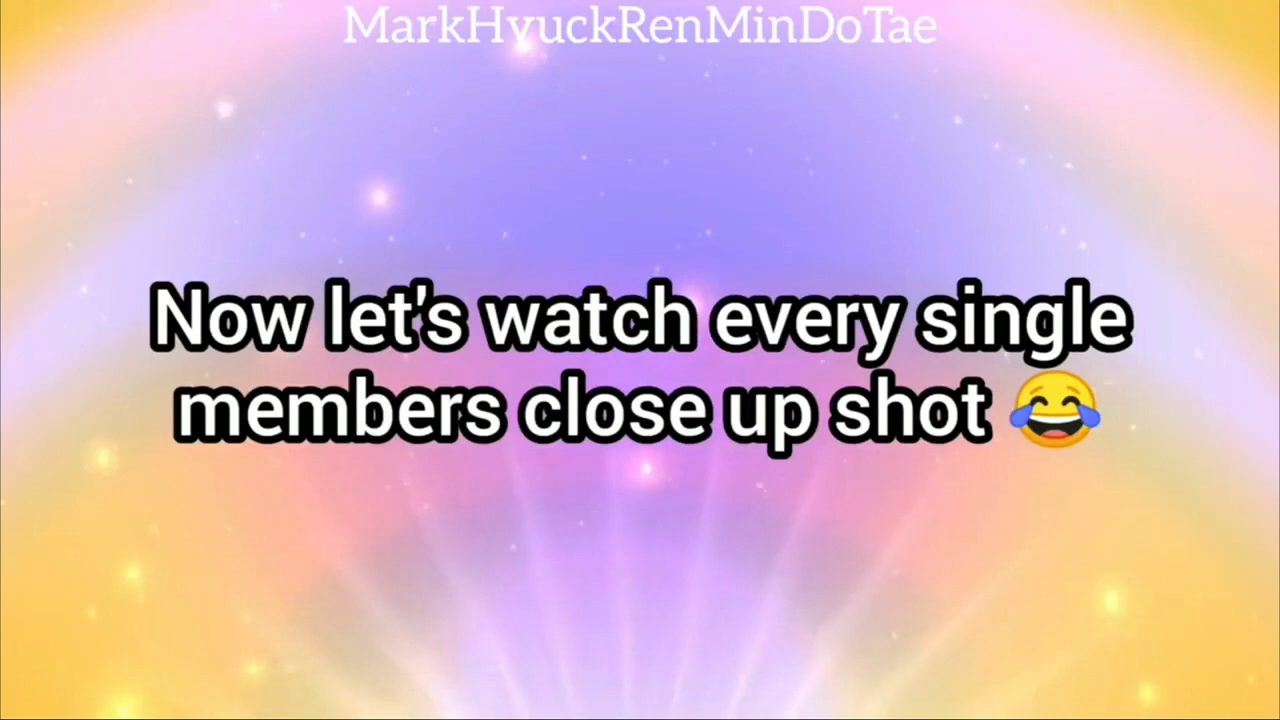 MarkHyuckRenMinDoTae
Now let's watch every single
members close up shot 😂